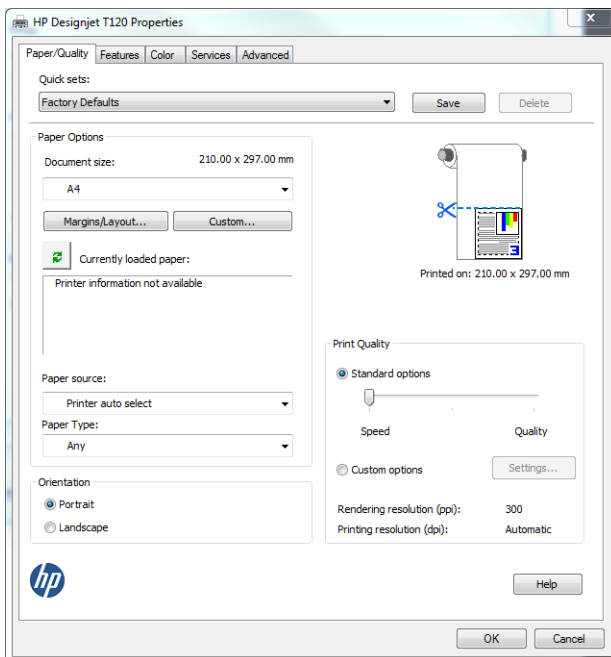 HP Designjet T120 Properties
x
Paper/Quality Features Color Services Advanced
Quick sets:
Factory Defaults Save Delete
Paper Options
Document size: 210.00 x 297.00 mm
A4
Margins/Layout... Custom...
Currently loaded paper:
Printer information not available
Paper source:
Printer auto select
Paper Type:
Any
Orientation
Portrait
Landscape
3
Printed on: 210.00 x 297.00 mm
Print Quality
Standard options
Speed Quality
Custom options Settings...
Rendering resolution (ppi): 300
Printing resolution (dpi): Automatic
hp
Help
OK Cancel